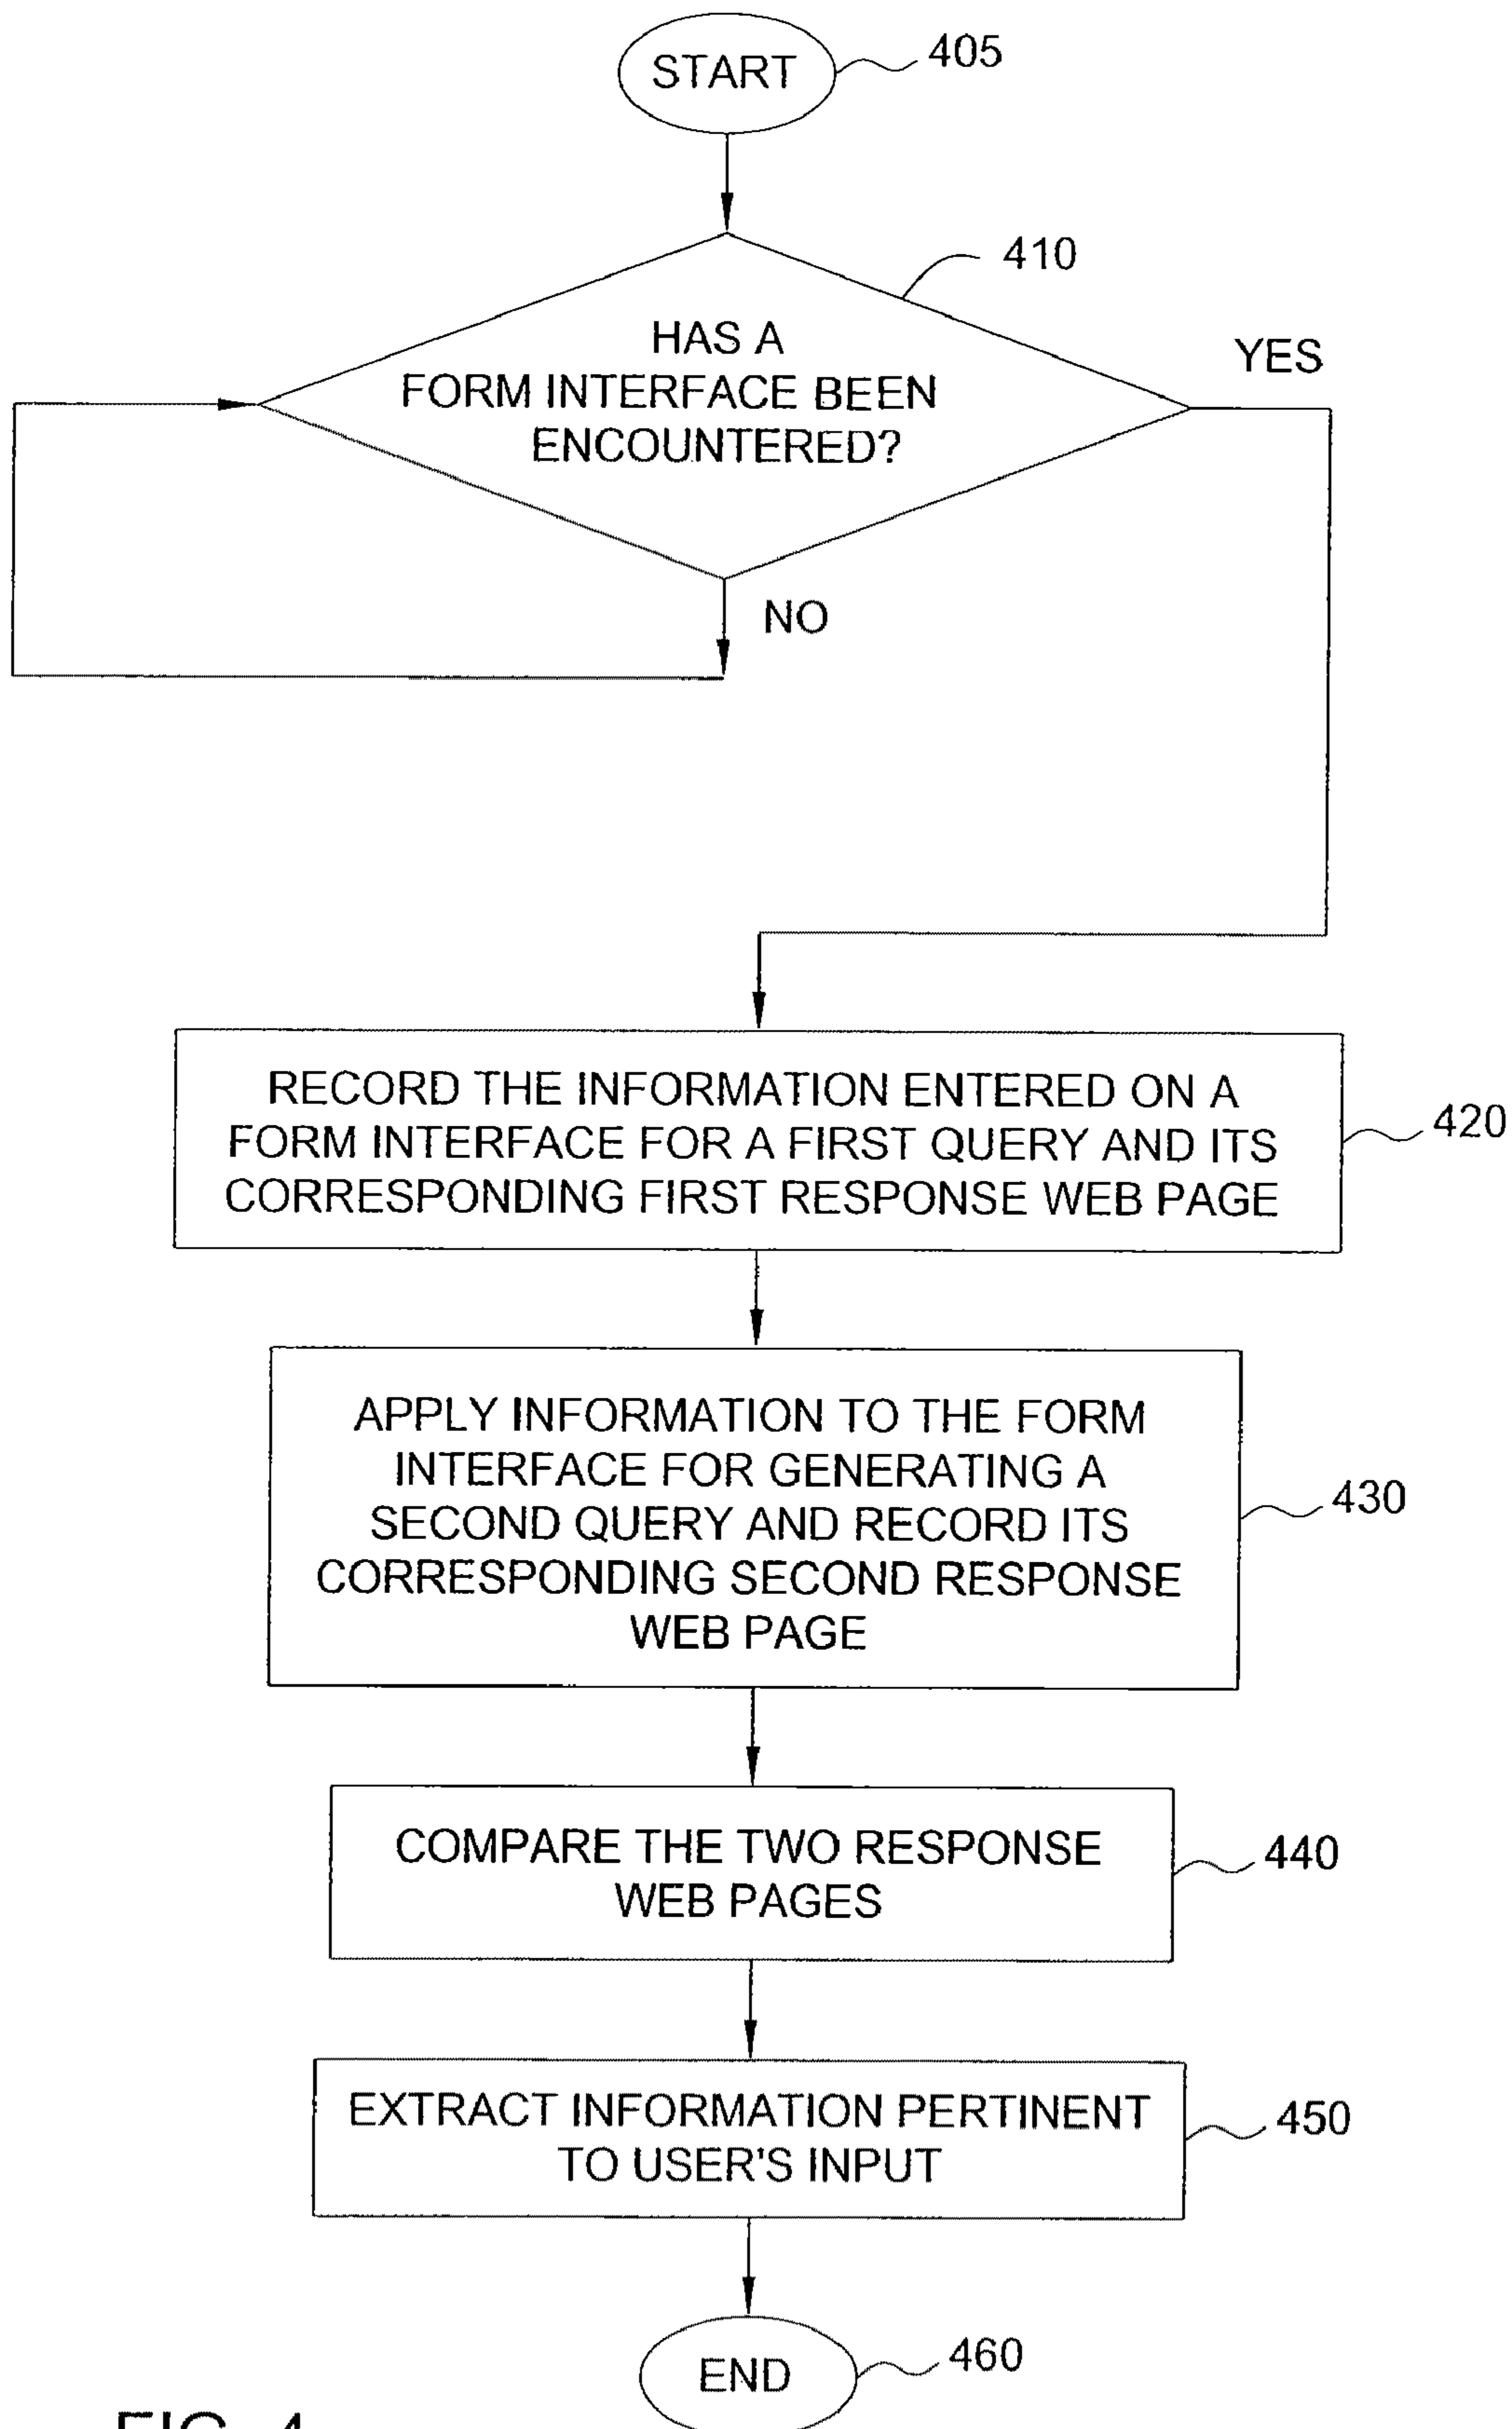 START
405
410
HAS A
FORM INTERFACE BEEN
ENCOUNTERED?
YES
NO
RECORD THE INFORMATION ENTERED ON A
FORM INTERFACE FOR A FIRST QUERY AND ITS
CORRESPONDING FIRST RESPONSE WEB PAGE
420
APPLY INFORMATION TO THE FORM
INTERFACE FOR GENERATING A
SECOND QUERY AND RECORD ITS
CORRESPONDING SECOND RESPONSE
WEB PAGE
430
COMPARE THE TWO RESPONSE
WEB PAGES
440
EXTRACT INFORMATION PERTINENT
TO USER'S INPUT
450
END
460
FIG. 4